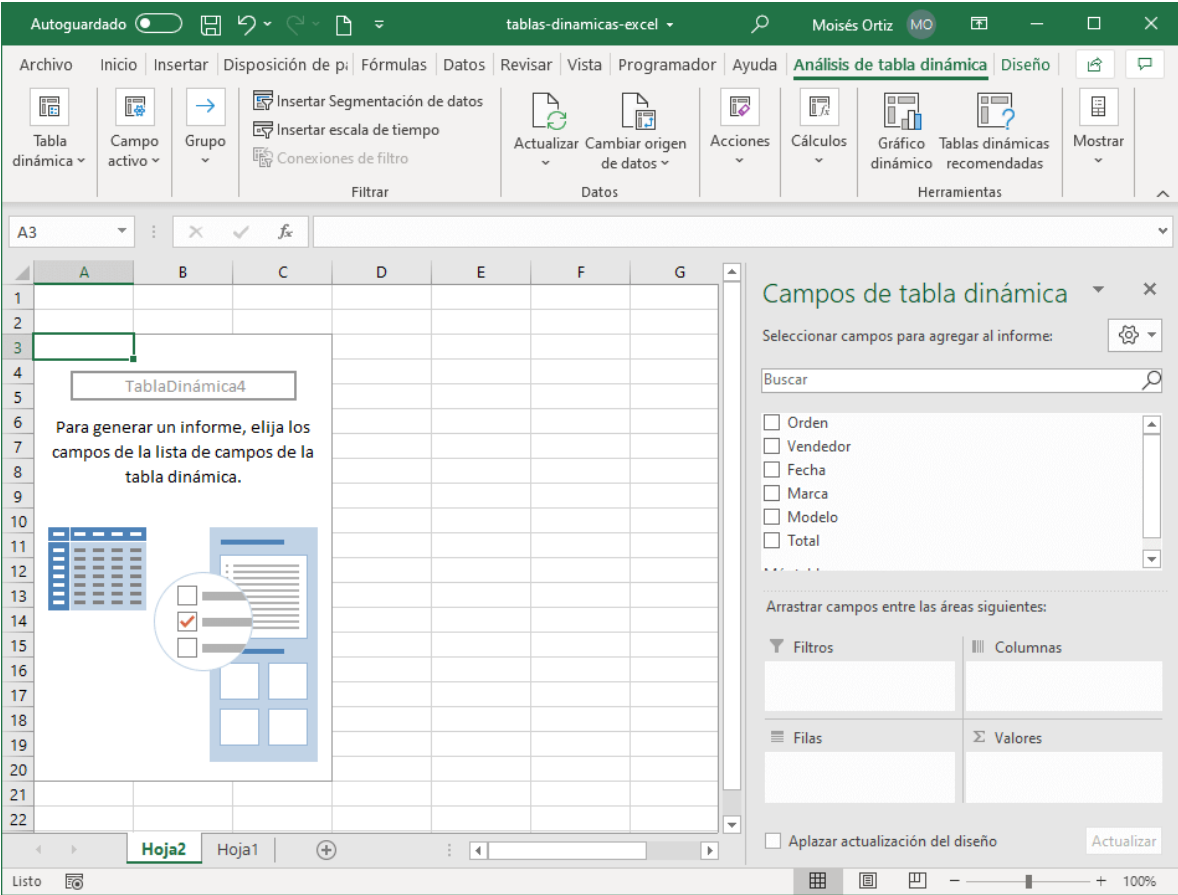 Autoguardado tablas-dinamicas-excel Moisés Ortiz MO
Archivo Inicio Insertar Disposición de pá Fórmulas Datos Revisar Vista Programador Ayuda Análisis de tabla dinámica Diseño
Tabla dinámica
Campo activo
Grupo
Insertar Segmentación de datos
Insertar escala de tiempo
Conexiones de filtro
Filtrar
Actualizar
Cambiar origen de datos
Datos
Acciones
Cálculos
Gráfico dinámico
Tablas dinámicas recomendadas
Herramientas
Mostrar
A3 fx
A B C D E F G
1
2
3
4
5
6
7
8
9
10
11
12
13
14
15
16
17
18
19
20
21
22
TablaDinámica4
Para generar un informe, elija los
campos de la lista de campos de la
tabla dinámica.
Campos de tabla dinámica
Seleccionar campos para agregar al informe:
Buscar
Orden
Vendedor
Fecha
Marca
Modelo
Total
Arrastrar campos entre las áreas siguientes:
Filtros
Columnas
Filas
Σ Valores
Aplazar actualización del diseño
Actualizar
Hoja2 Hoja1
Listo
100%